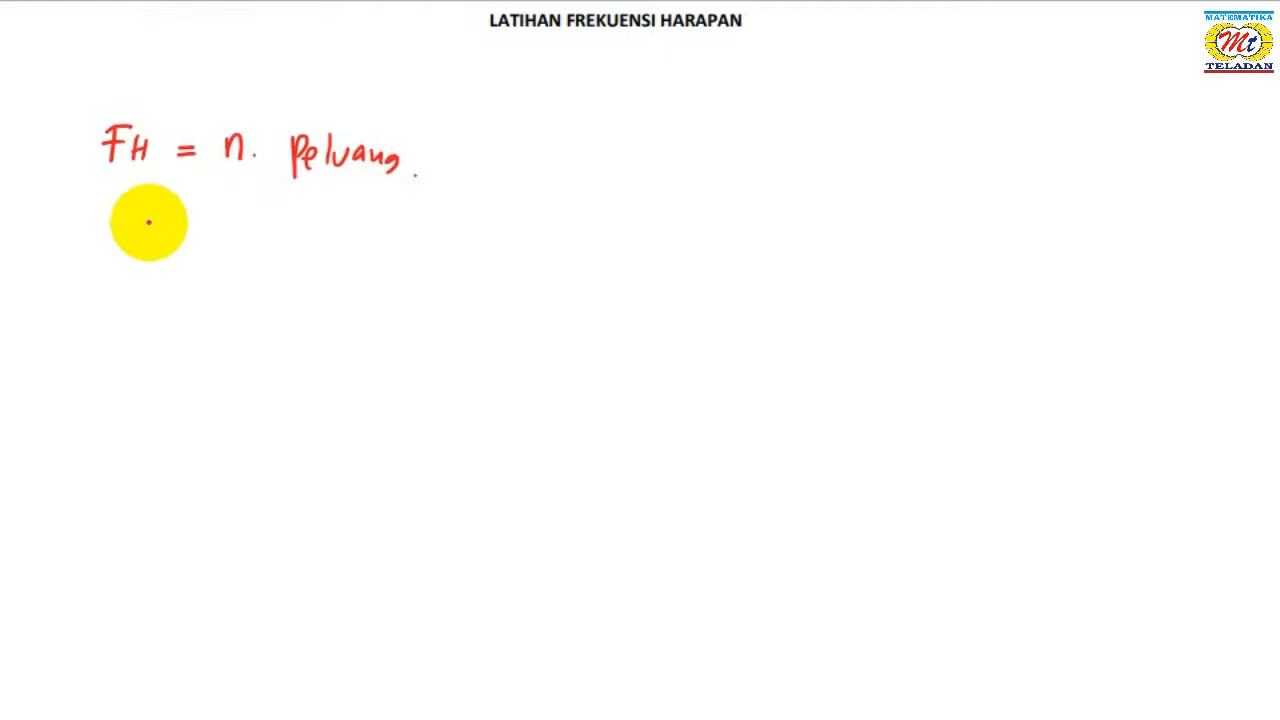 LATIHAN FREKUENSI HARAPAN
MATEMATIKA
Mt
TELADAN
FH = n. Peluang.